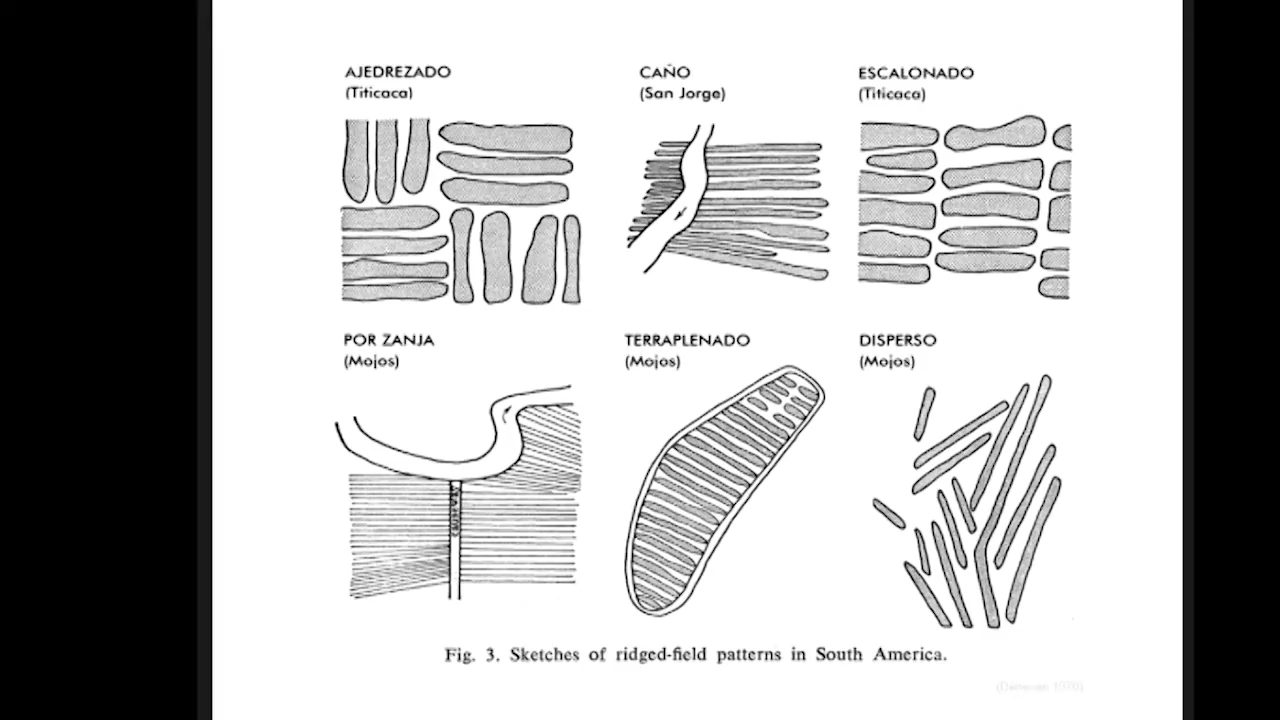 AJEDREZADO
(Titicaca)
CAÑO
(San Jorge)
ESCALONADO
(Titicaca)
POR ZANJA
(Mojos)
TERRAPLENADO
(Mojos)
DISPERSO
(Mojos)
Fig. 3. Sketches of ridged-field patterns in South America.